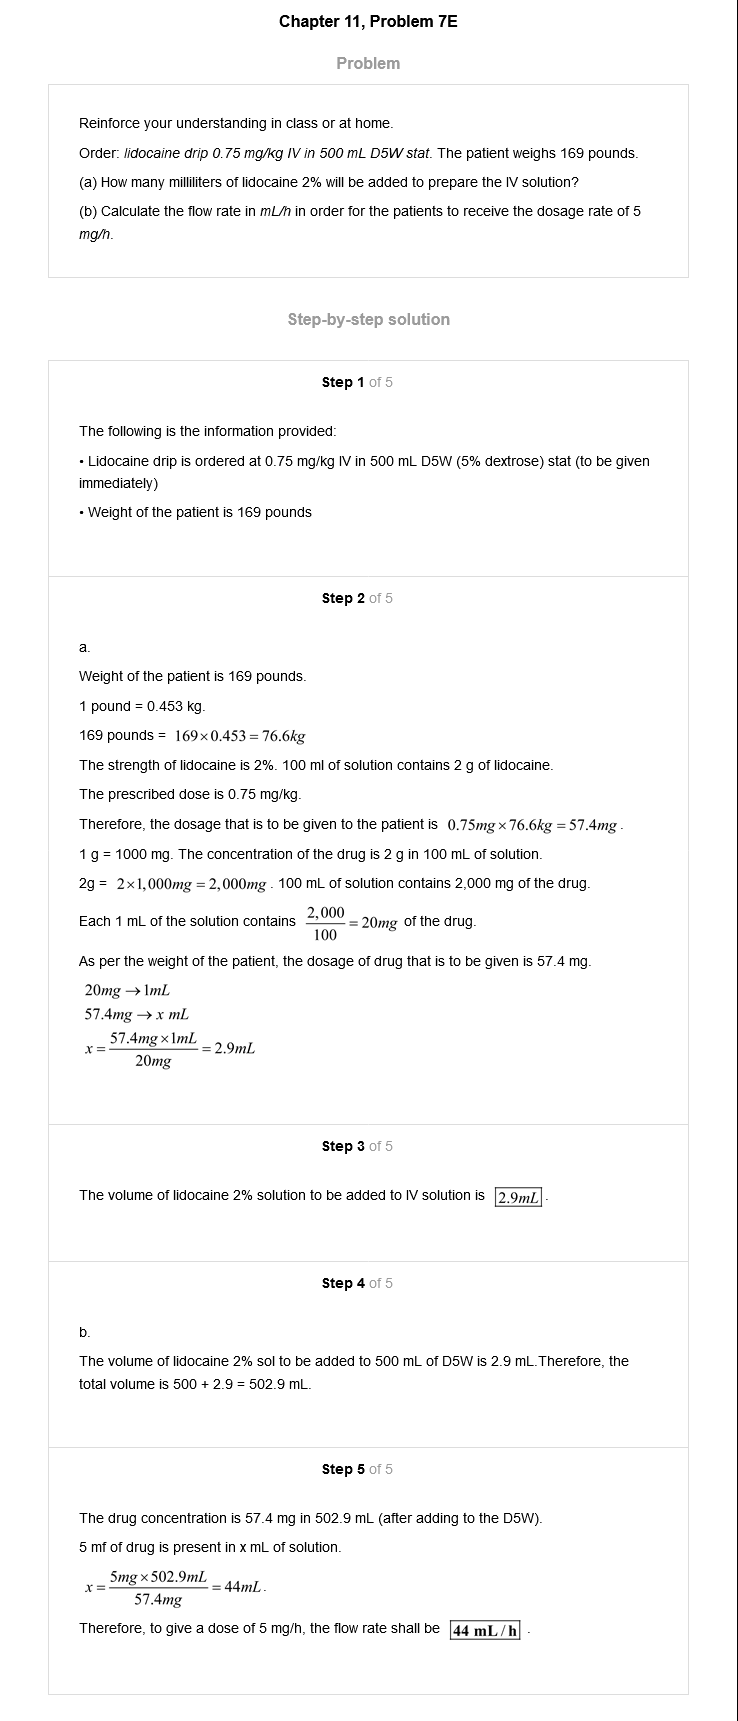 Chapter 11, Problem 7E
Problem
Reinforce your understanding in class or at home.
Order: lidocaine drip 0.75 mg/kg IV in 500 mL D5W stat. The patient weighs 169 pounds.
(a) How many milliliters of lidocaine 2% will be added to prepare the IV solution?
(b) Calculate the flow rate in mL/h in order for the patients to receive the dosage rate of 5
mg/h.
Step-by-step solution
Step 1 of 5
The following is the information provided:
• Lidocaine drip is ordered at 0.75 mg/kg IV in 500 mL D5W (5% dextrose) stat (to be given
immediately)
• Weight of the patient is 169 pounds
Step 2 of 5
a.
Weight of the patient is 169 pounds.
1 pound = 0.453 kg.
169 pounds = 169×0.453 = 76.6kg
The strength of lidocaine is 2%. 100 ml of solution contains 2 g of lidocaine.
The prescribed dose is 0.75 mg/kg.
Therefore, the dosage that is to be given to the patient is 0.75mg×76.6kg = 57.4mg .
1 g = 1000 mg. The concentration of the drug is 2 g in 100 mL of solution.
2g = 2×1,000mg = 2,000mg . 100 mL of solution contains 2,000 mg of the drug.
Each 1 mL of the solution contains 2,000/100 = 20mg of the drug.
As per the weight of the patient, the dosage of drug that is to be given is 57.4 mg.
20mg → 1mL
57.4mg → x mL
x = 57.4mg×1mL/20mg = 2.9mL
Step 3 of 5
The volume of lidocaine 2% solution to be added to IV solution is 2.9mL .
Step 4 of 5
b.
The volume of lidocaine 2% sol to be added to 500 mL of D5W is 2.9 mL.Therefore, the
total volume is 500 + 2.9 = 502.9 mL.
Step 5 of 5
The drug concentration is 57.4 mg in 502.9 mL (after adding to the D5W).
5 mf of drug is present in x mL of solution.
x = 5mg×502.9mL/57.4mg = 44mL .
Therefore, to give a dose of 5 mg/h, the flow rate shall be 44 mL/h .